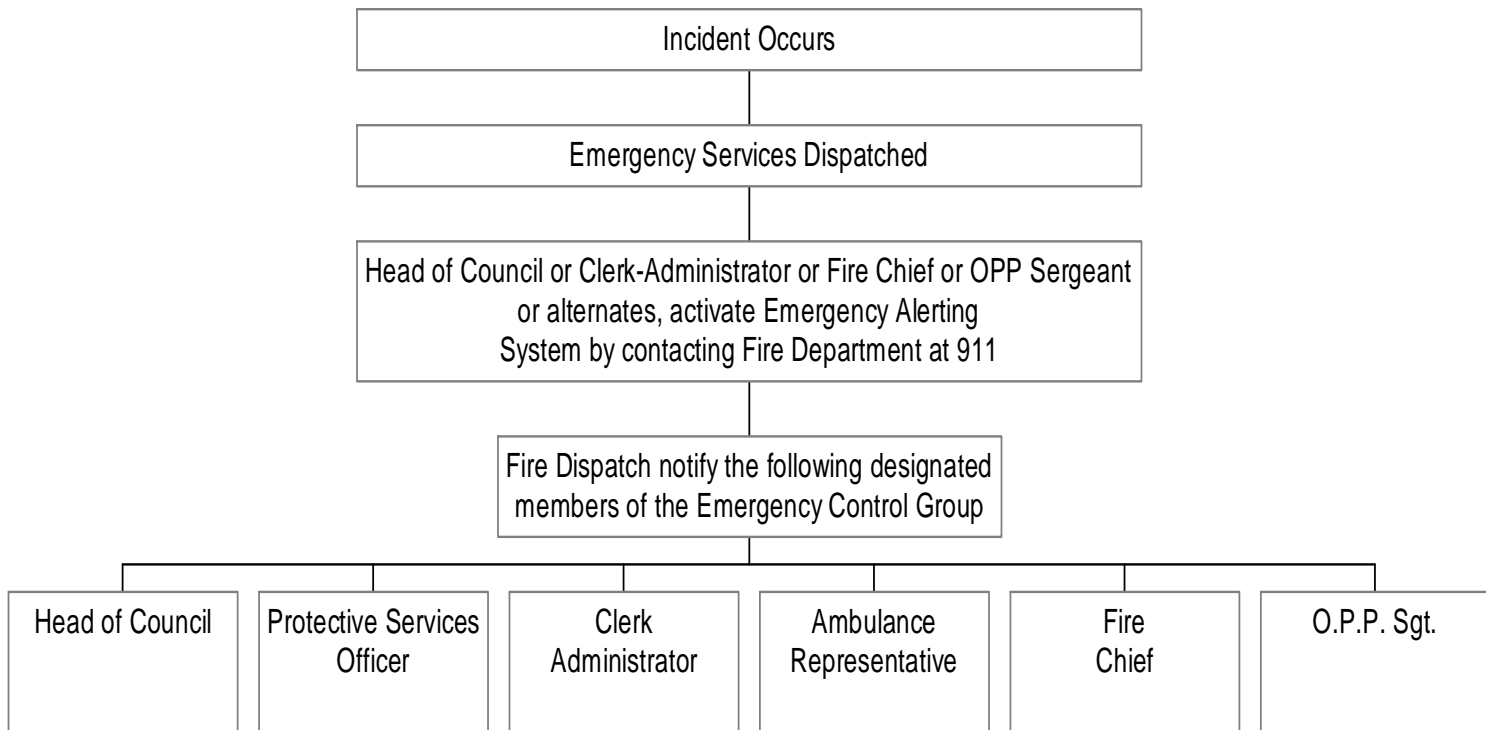 Incident Occurs
Emergency Services Dispatched
Head of Council or Clerk-Administrator or Fire Chief or OPP Sergeant
or alternates, activate Emergency Alerting
System by contacting Fire Department at 911
Fire Dispatch notify the following designated
members of the Emergency Control Group
Head of Council
Protective Services
Officer
Clerk
Administrator
Ambulance
Representative
Fire
Chief
O.P.P. Sgt.